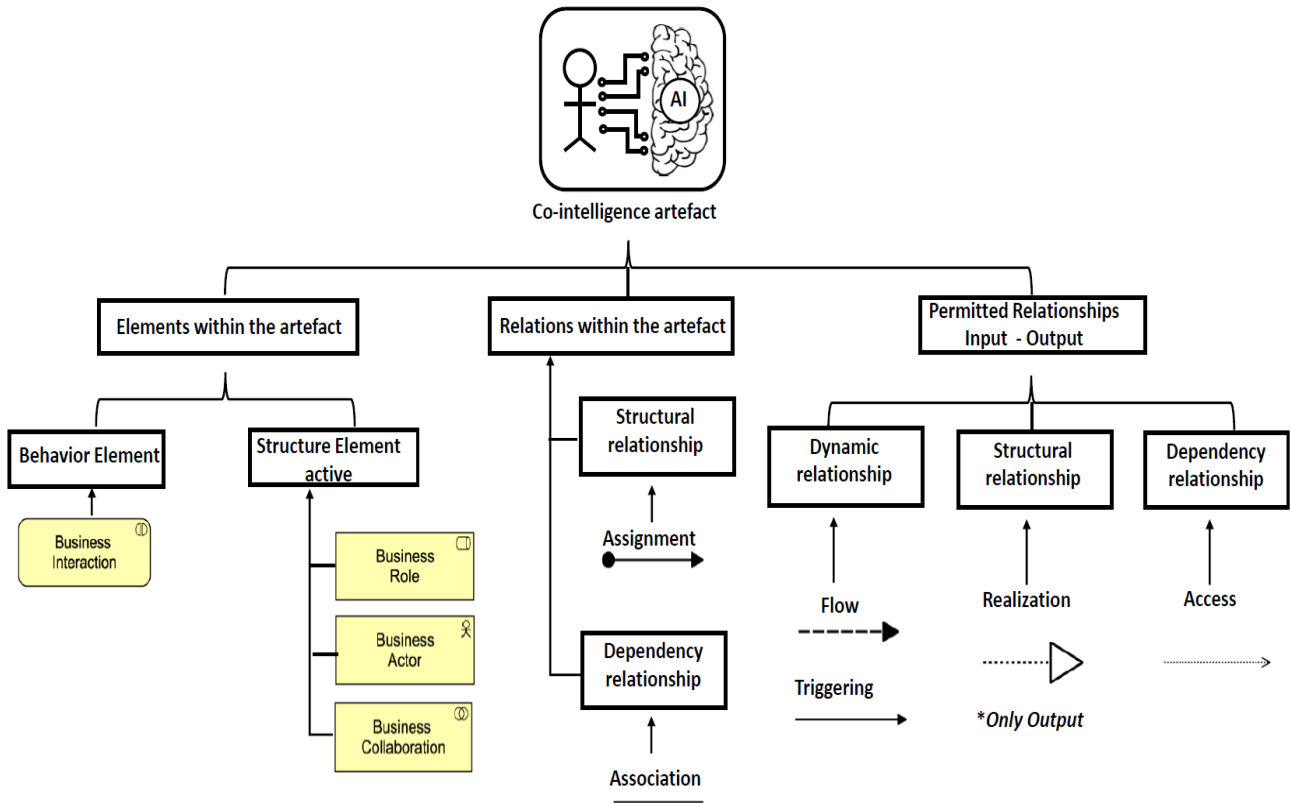 AI
Co-intelligence artefact
Elements within the artefact
Relations within the artefact
Permitted Relationships
Input - Output
Behavior Element
Structure Element
active
Business
Interaction
Business
Role
Business
Actor
Business
Collaboration
Structural
relationship
Assignment
Dependency
relationship
Association
Dynamic
relationship
Structural
relationship
Dependency
relationship
Flow
Triggering
Realization
*Only Output
Access